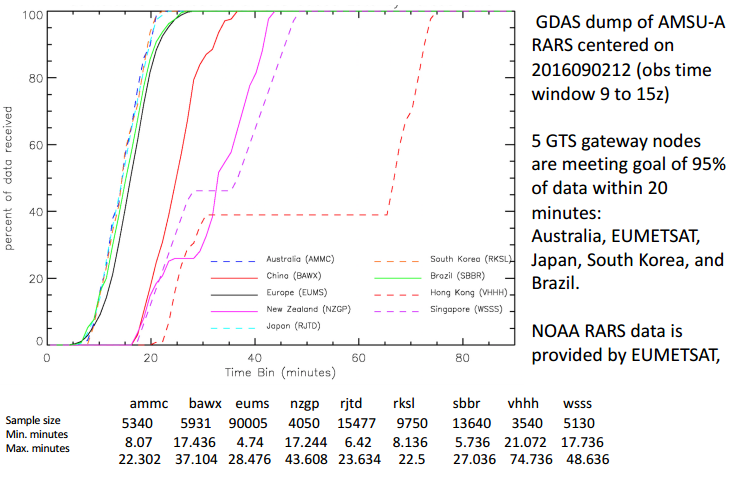 100
80
60
40
20
0
percent of data received
0 20 40 60 80
Time Bin (minutes)
Australia (AMMC)
China (BAWX)
Europe (EUMS)
New Zealand (NZGP)
Japan (RJTD)
South Korea (RKSL)
Brazil (SBBR)
Hong Kong (VHHH)
Singapore (WSSS)
GDAS dump of AMSU-A
RARS centered on
2016090212 (obs time
window 9 to 15z)
5 GTS gateway nodes
are meeting goal of 95%
of data within 20
minutes:
Australia, EUMETSAT,
Japan, South Korea, and
Brazil.
NOAA RARS data is
provided by EUMETSAT,
ammc bawx eums nzgp rjtd rksl sbbr vhhh wsss
Sample size 5340 5931 90005 4050 15477 9750 13640 3540 5130
Min. minutes 8.07 17.436 4.74 17.244 6.42 8.136 5.736 21.072 17.736
Max. minutes 22.302 37.104 28.476 43.608 23.634 22.5 27.036 74.736 48.636